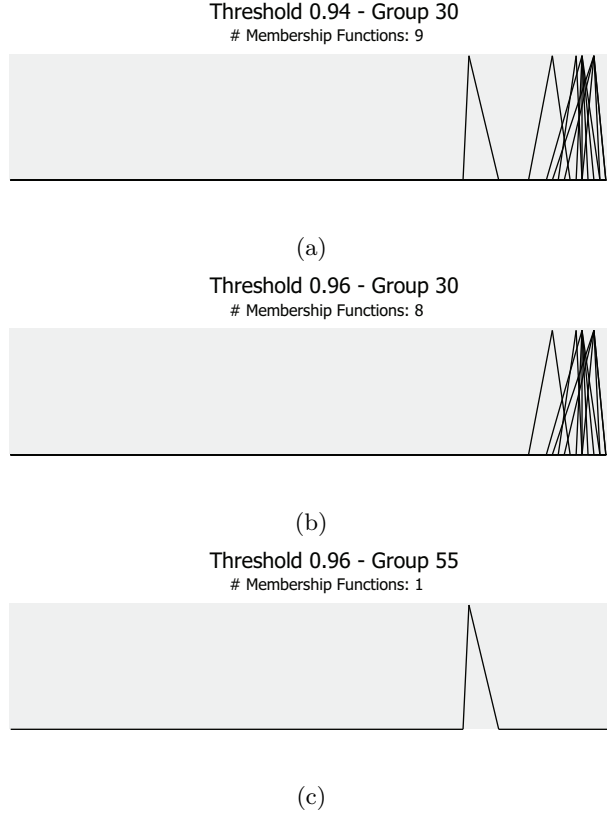 Threshold 0.94 - Group 30
# Membership Functions: 9
(a)
Threshold 0.96 - Group 30
# Membership Functions: 8
(b)
Threshold 0.96 - Group 55
# Membership Functions: 1
(c)